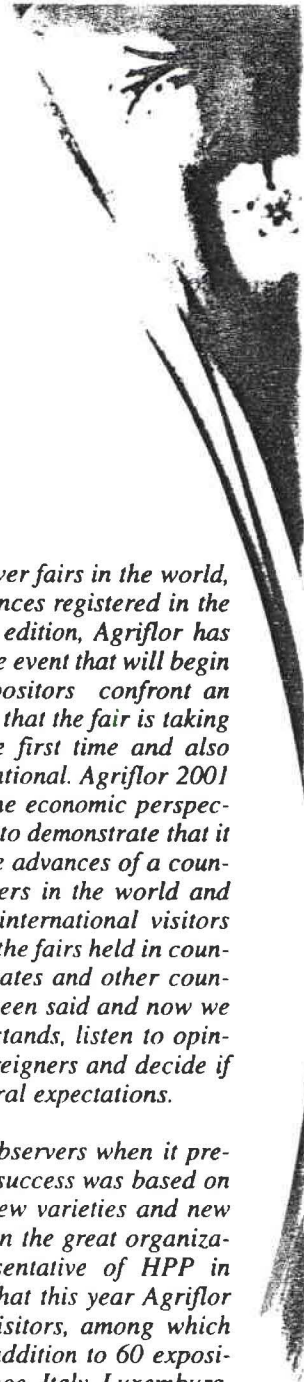 ver fairs in the world,
nces registered in the
edition, Agriflor has
e event that will begin
positors confront an
that the fair is taking
e first time and also
ational. Agriflor 2001
ne economic perspec-
to demonstrate that it
e advances of a coun-
ers in the world and
international visitors
the fairs held in coun-
ates and other coun-
een said and now we
tands, listen to opin-
reigners and decide if
ral expectations.
bservers when it pre-
success was based on
ew varieties and new
n the great organiza-
sentative of HPP in
hat this year Agriflor
isitors, among which
addition to 60 exposi-